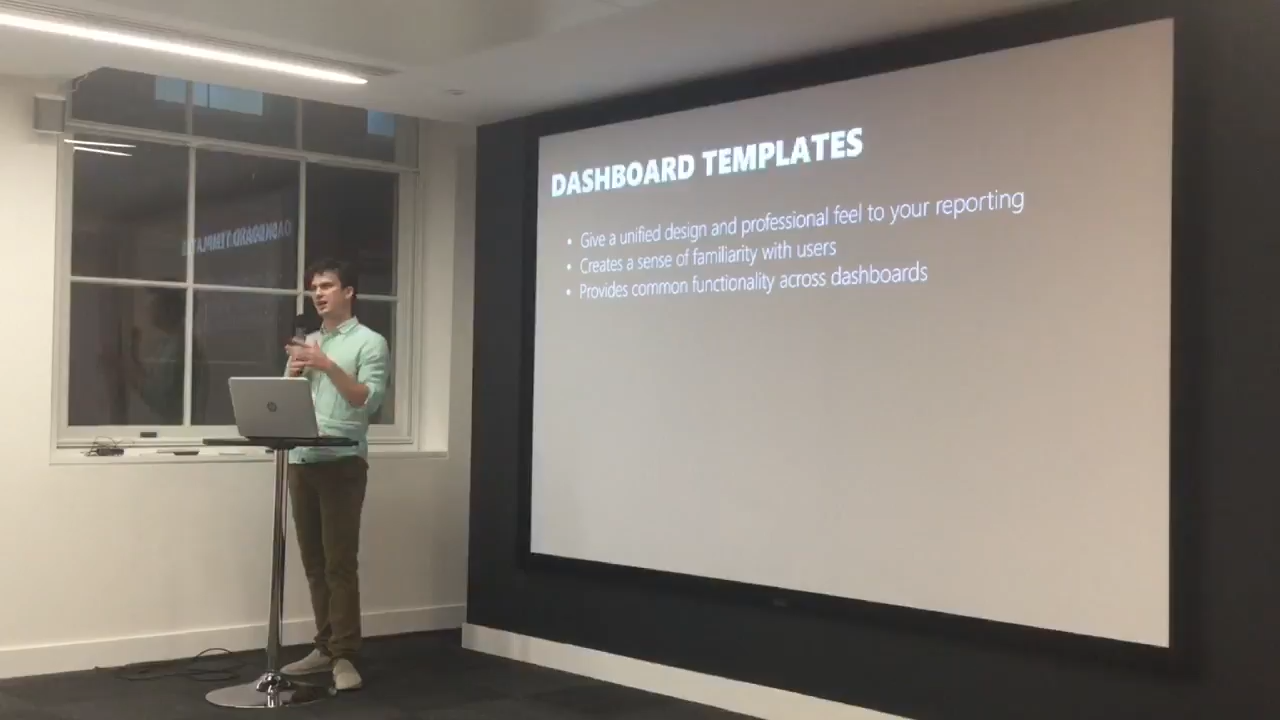 DASHBOARD TEMPLATES
• Give a unified design and professional feel to your reporting
• Creates a sense of familiarity with users
• Provides common functionality across dashboards
hp